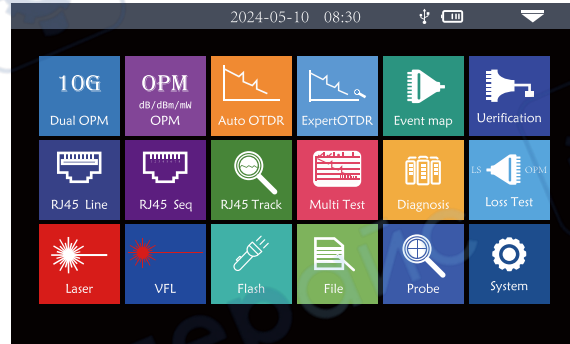 2024-05-10 08:30
10G OPM
dB/dBm/mW
Dual OPM OPM Auto OTDR ExpertOTDR Event map Uerification
LS OPM
RJ45 Line RJ45 Seq RJ45 Track Multi Test Diagnosis Loss Test
Laser VFL Flash File Probe System